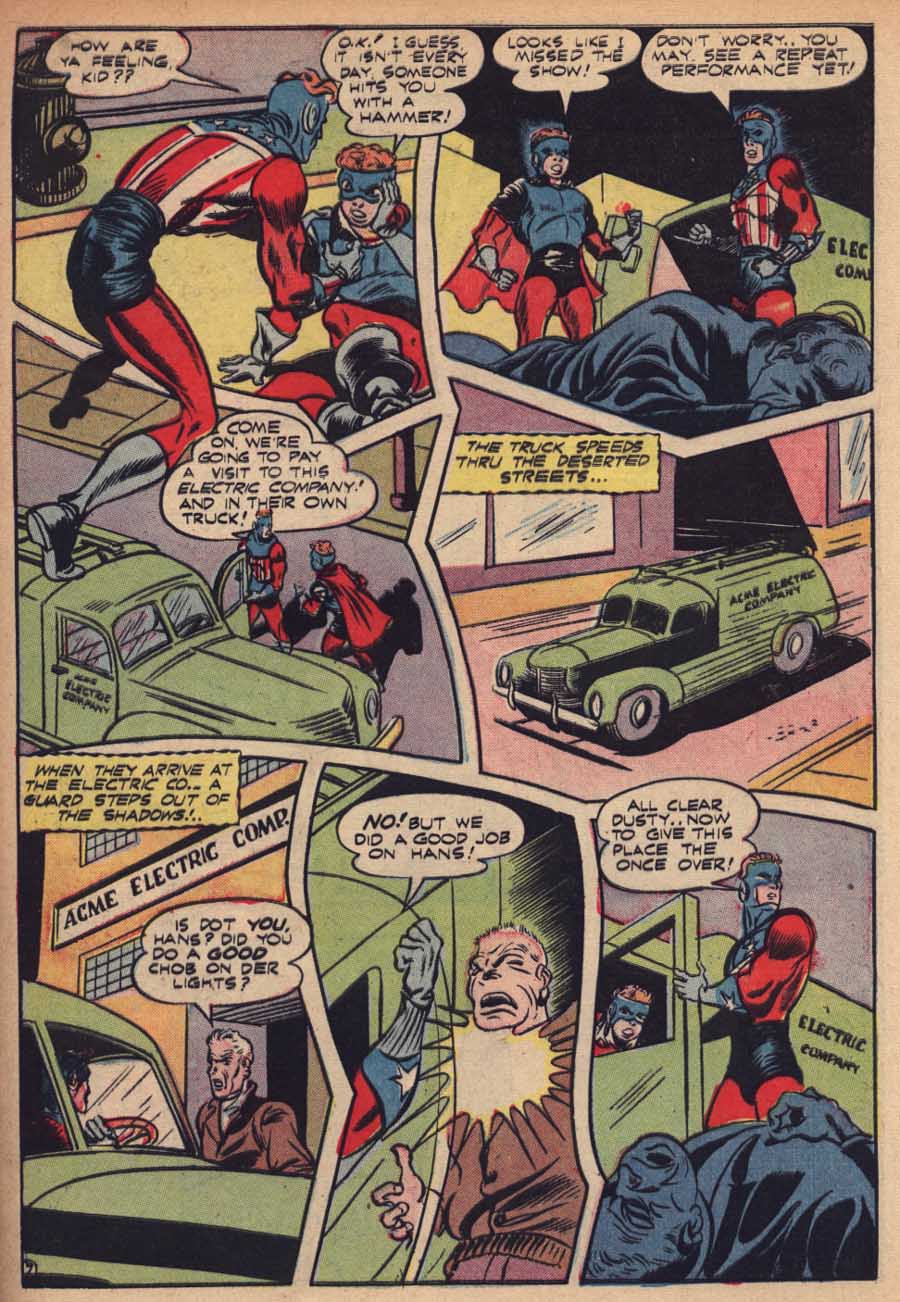 HOW ARE
YA FEELING,
KID??
O.K.! I GUESS,
IT ISN'T EVERY
DAY, SOMEONE
HITS YOU
WITH A
HAMMER!
LOOKS LIKE I
MISSED THE
SHOW!
DON'T WORRY.. YOU
MAY SEE A REPEAT
PERFORMANCE YET!
ELEC
COM
COME
ON, WE'RE
GOING TO PAY
A VISIT TO THIS
ELECTRIC COMPANY!
AND IN THEIR OWN
TRUCK!
ACME
ELECTRIC
COMPANY
THE TRUCK SPEEDS
THRU THE DESERTED
STREETS...
ACME ELECTRIC
COMPANY
WHEN THEY ARRIVE AT
THE ELECTRIC CO... A
GUARD STEPS OUT OF
THE SHADOWS!..
ACME ELECTRIC COMP.
IS DOT YOU,
HANS? DID YOU
DO A GOOD
CHOB ON DER
LIGHTS?
NO! BUT WE
DID A GOOD JOB
ON HANS!
ALL CLEAR
DUSTY.. NOW
TO GIVE THIS
PLACE THE
ONCE OVER!
ELECTRIC
COMPANY